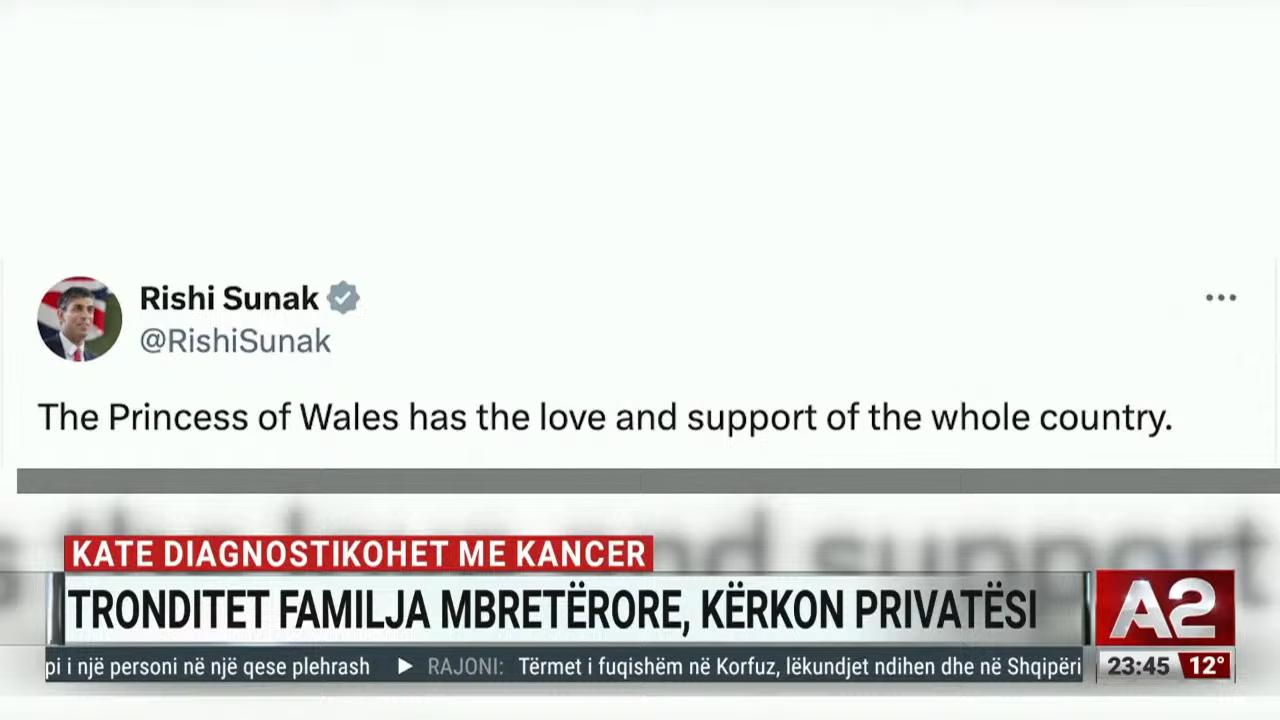 Rishi Sunak
@RishiSunak
The Princess of Wales has the love and support of the whole country.
and support
KATE DIAGNOSTIKOHET ME KANCER
TRONDITET FAMILJA MBRETËRORE, KËRKON PRIVATËSI
A2
pi i një personi në një qese plehrash ▶ RAJONI: Tërmet i fuqishëm në Korfuz, lëkundjet ndihen dhe në Shqipëri
23:45 12°